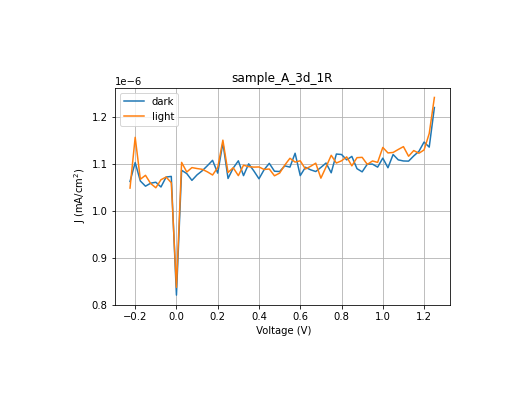 sample_A_3d_1R
1e−6
dark
light
1.2
1.1
1.0
0.9
0.8
J (mA/cm²)
−0.2 0.0 0.2 0.4 0.6 0.8 1.0 1.2
Voltage (V)